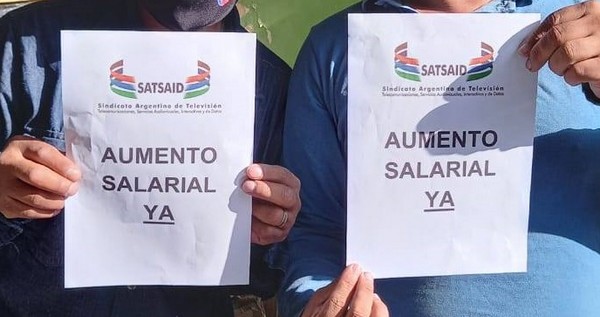 SATSAID
Sindicato Argentino de Televisión
Telecomunicaciones, Servicios Audiovisuales, Interactivos y de Datos
AUMENTO
SALARIAL
YA
SATSAID
Sindicato Argentino de Televisión
Telecomunicaciones, Servicios Audiovisuales, Interactivos y de Datos
AUMENTO
SALARIAL
YA